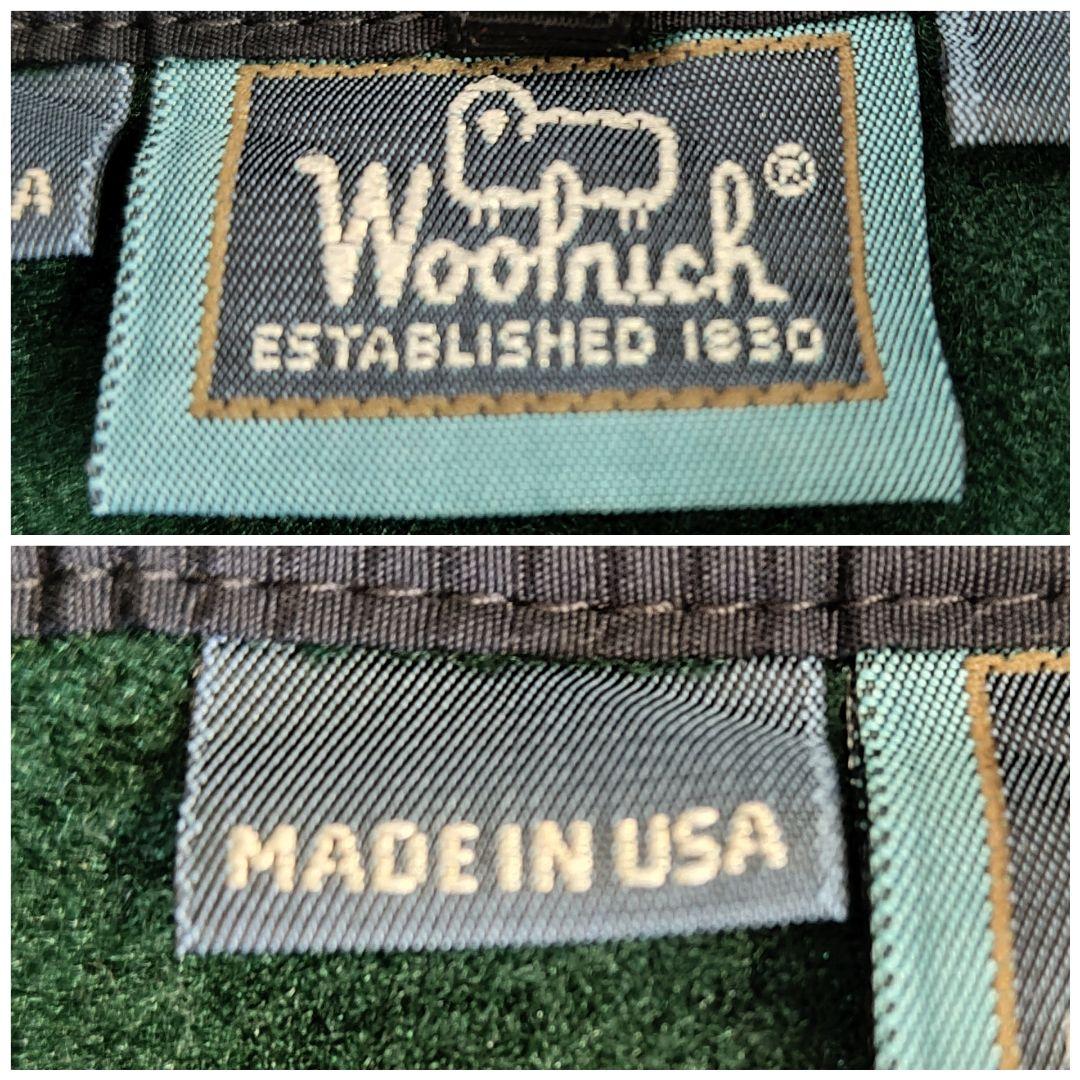 A
Woolrich®
ESTABLISHED 1830
MADE IN USA